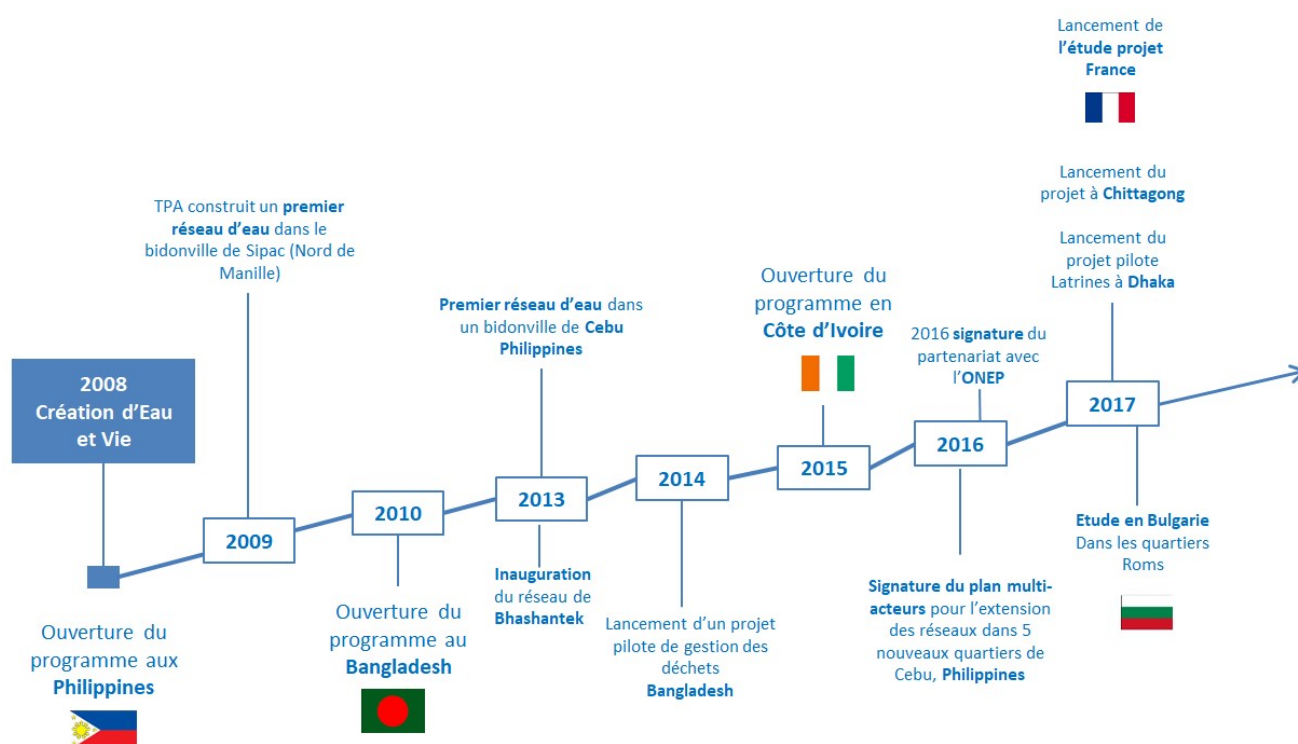 2008
Création d’Eau
et Vie
Ouverture du
programme aux
Philippines
TPA construit un premier
réseau d’eau dans le
bidonville de Sipac (Nord de
Manille)
2009
2010
Ouverture du
programme au
Bangladesh
Premier réseau d’eau dans
un bidonville de Cebu
Philippines
2013
Inauguration
du réseau de
Bhashantek
2014
Lancement d’un projet
pilote de gestion des
déchets
Bangladesh
Ouverture du
programme en
Côte d’Ivoire
2015
2016 signature du
partenariat avec
l’ONEP
2016
Signature du plan multi-
acteurs pour l’extension
des réseaux dans 5
nouveaux quartiers de
Cebu, Philippines
Lancement de
l’étude projet
France
Lancement du
projet à Chittagong
Lancement du
projet pilote
Latrines à Dhaka
2017
Etude en Bulgarie
Dans les quartiers
Roms